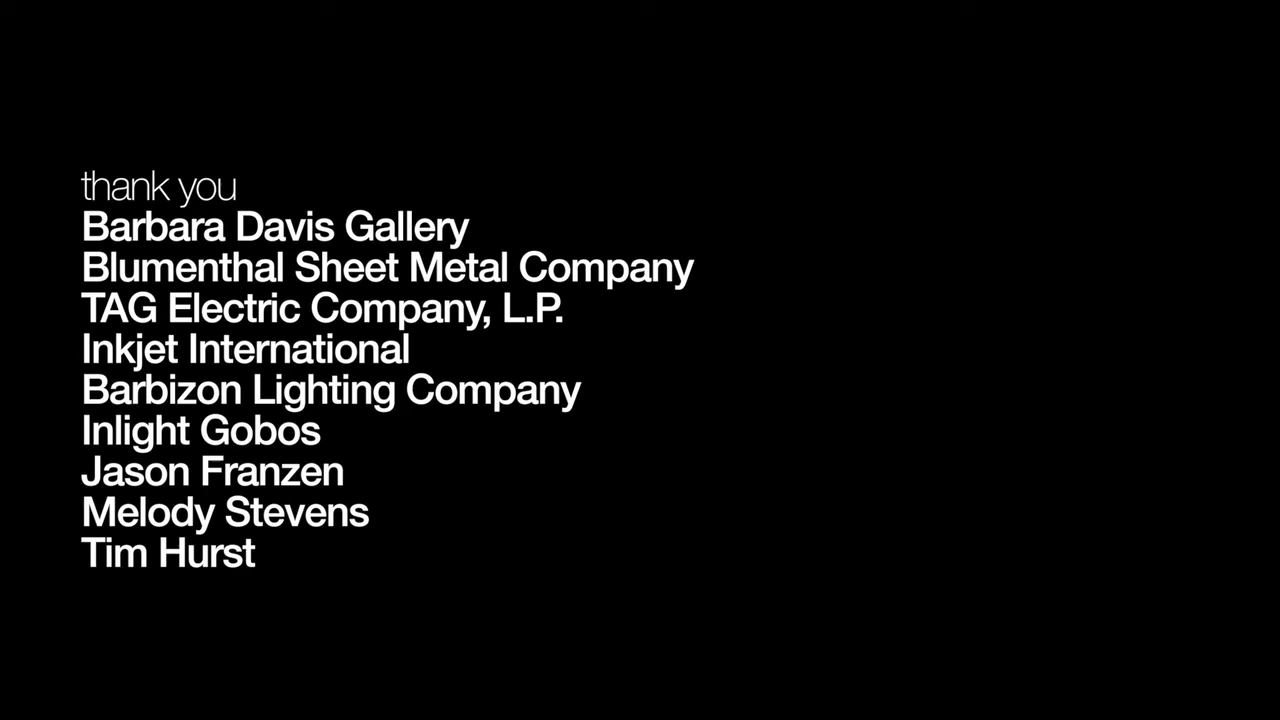 thank you
Barbara Davis Gallery
Blumenthal Sheet Metal Company
TAG Electric Company, L.P.
Inkjet International
Barbizon Lighting Company
Inlight Gobos
Jason Franzen
Melody Stevens
Tim Hurst